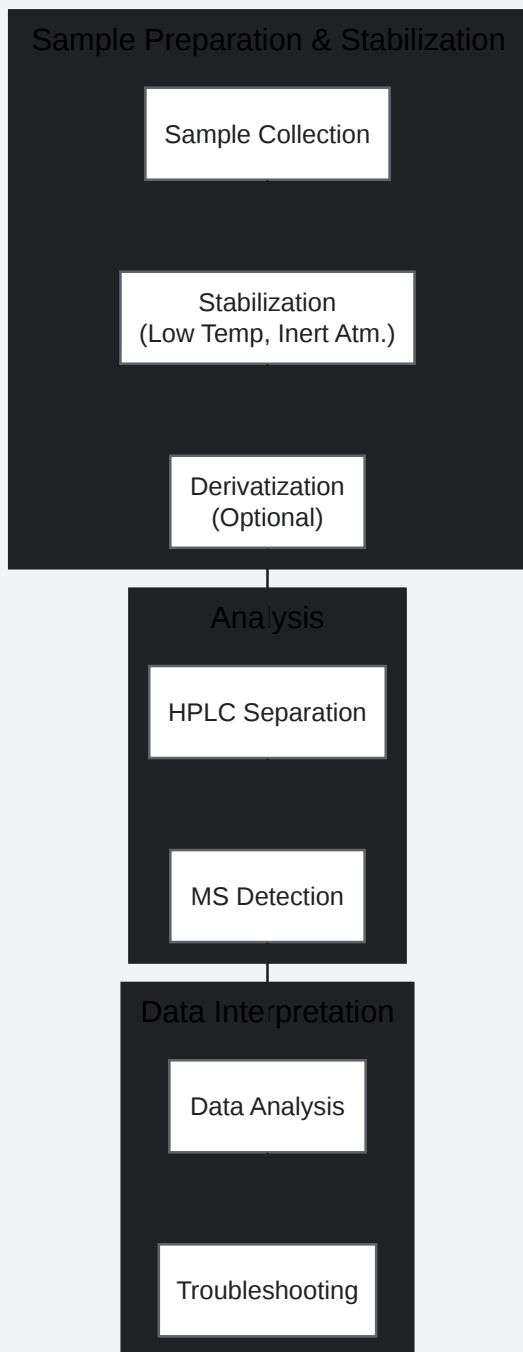 Sample Preparation & Stabilization
Sample Collection
Stabilization
(Low Temp, Inert Atm.)
Derivatization
(Optional)
Analysis
HPLC Separation
MS Detection
Data Interpretation
Data Analysis
Troubleshooting